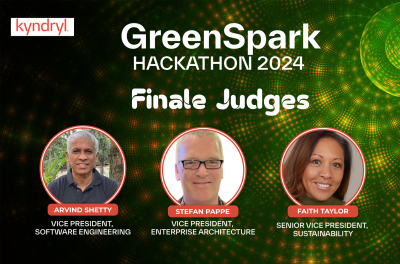 kyndryl.
GreenSpark
HACKATHON 2024
Finale Judges
ARVIND SHETTY
VICE PRESIDENT,
SOFTWARE ENGINEERING
STEFAN PAPPE
VICE PRESIDENT,
ENTERPRISE ARCHITECTURE
FAITH TAYLOR
SENIOR VICE PRESIDENT,
SUSTAINABILITY